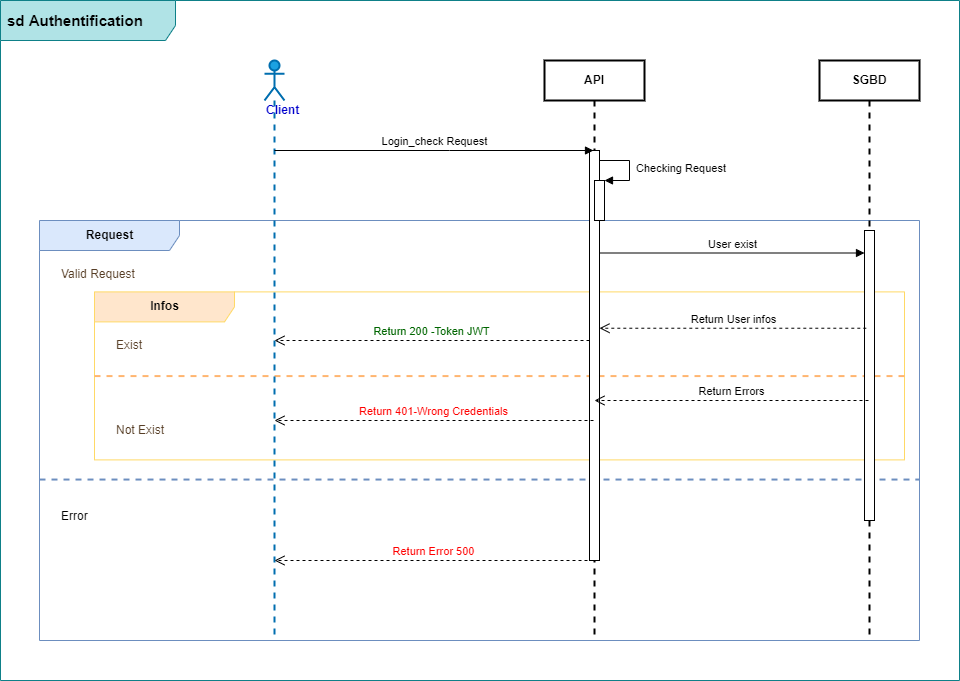 sd Authentification
Client
API
SGBD
Login_check Request
Checking Request
Request
User exist
Valid Request
Infos
Return User infos
Return 200 -Token JWT
Exist
Return Errors
Return 401-Wrong Credentials
Not Exist
Error
Return Error 500